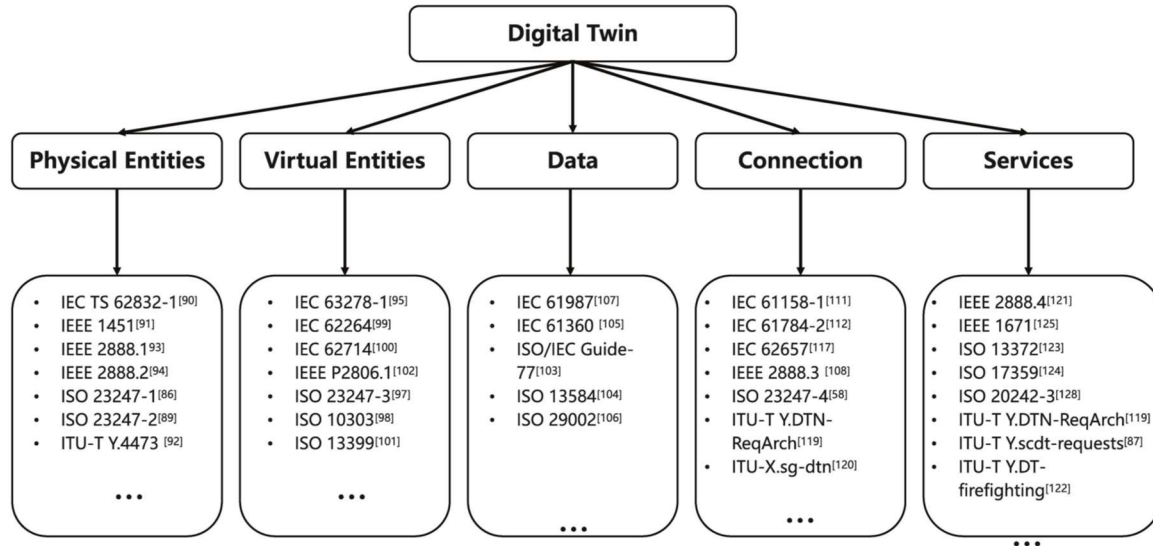 Digital Twin
Physical Entities
Virtual Entities
Data
Connection
Services
• IEC TS 62832-1[90]
• IEEE 1451[91]
• IEEE 2888.1[93]
• IEEE 2888.2[94]
• ISO 23247-1[86]
• ISO 23247-2[89]
• ITU-T Y.4473 [92]
...
• IEC 63278-1[95]
• IEC 62264[99]
• IEC 62714[100]
• IEEE P2806.1[102]
• ISO 23247-3[97]
• ISO 10303[98]
• ISO 13399[101]
...
• IEC 61987[107]
• IEC 61360 [105]
• ISO/IEC Guide-
77[103]
• ISO 13584[104]
• ISO 29002[106]
...
• IEC 61158-1[111]
• IEC 61784-2[112]
• IEC 62657[117]
• IEEE 2888.3 [108]
• ISO 23247-4[58]
• ITU-T Y.DTN-
ReqArch[119]
• ITU-X.sg-dtn[120]
...
• IEEE 2888.4[121]
• IEEE 1671[125]
• ISO 13372[123]
• ISO 17359[124]
• ISO 20242-3[128]
• ITU-T Y.DTN-ReqArch[119]
• ITU-T Y.scdt-requests[87]
• ITU-T Y.DT-
firefighting[122]
...